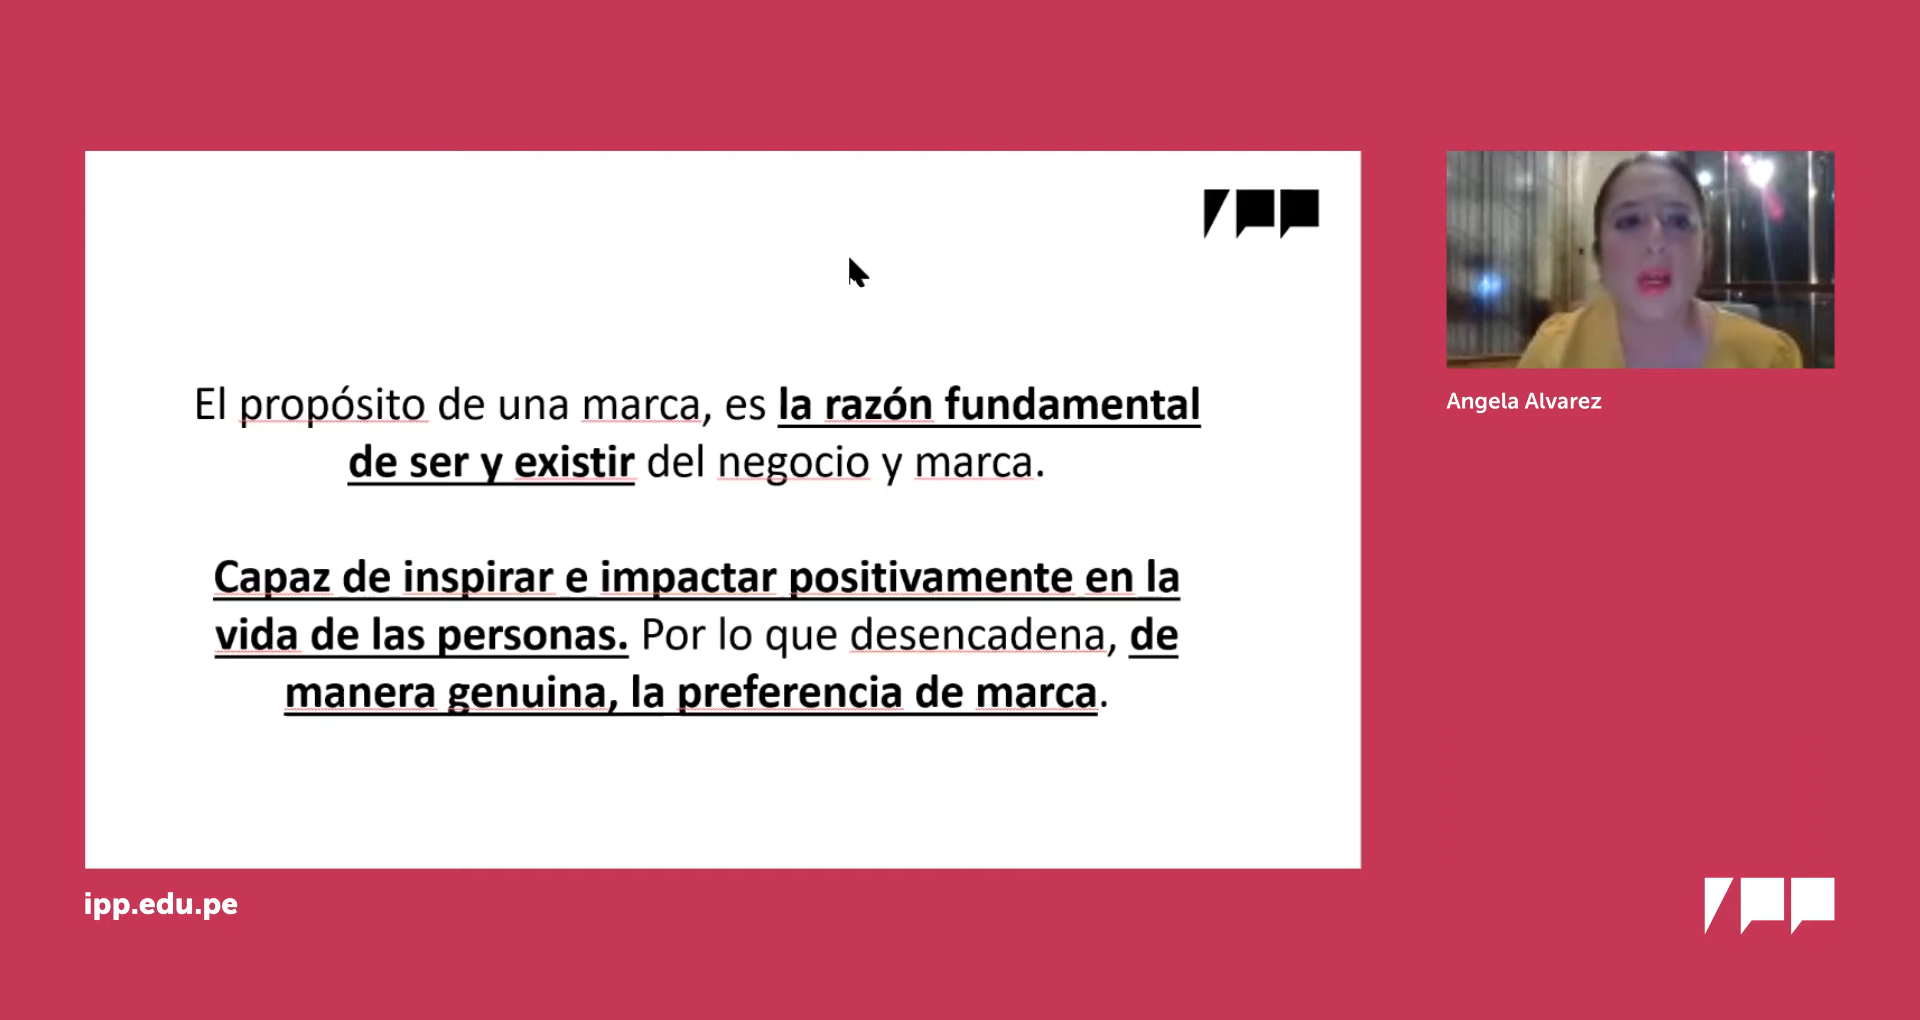 El propósito de una marca, es la razón fundamental
de ser y existir del negocio y marca.
Capaz de inspirar e impactar positivamente en la
vida de las personas. Por lo que desencadena, de
manera genuina, la preferencia de marca.
Angela Alvarez
ipp.edu.pe